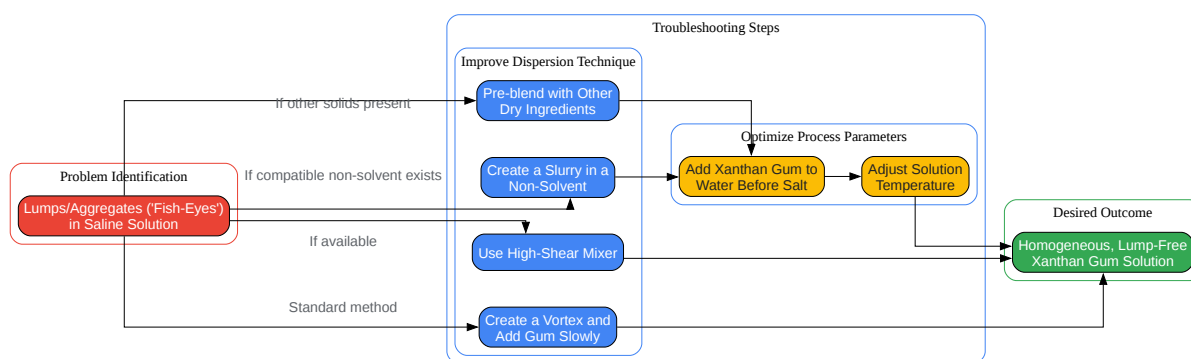 Troubleshooting Steps
Improve Dispersion Technique
Pre-blend with Other
Dry Ingredients
If other solids present
Optimize Process Parameters
Problem Identification
If compatible non-solvent exists
Create a Slurry in a
Non-Solvent
Add Xanthan Gum to
Water Before Salt
Adjust Solution
Temperature
Lumps/Aggregates ('Fish-Eyes')
in Saline Solution
Desired Outcome
If available
Use High-Shear Mixer
Homogeneous, Lump-Free
Xanthan Gum Solution
Standard method
Create a Vortex and
Add Gum Slowly